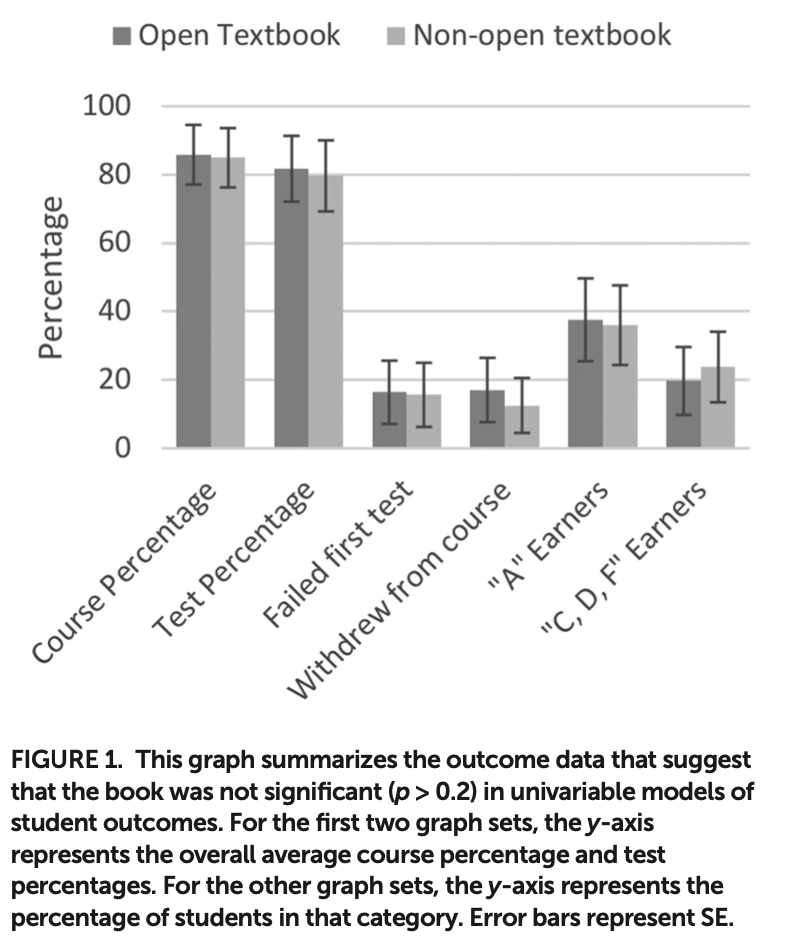 Open Textbook Non-open textbook
Percentage
100
80
60
40
20
0
Course Percentage
Test Percentage
Failed first test
Withdrew from course
"A" Earners
"C, D, F" Earners
FIGURE 1. This graph summarizes the outcome data that suggest
that the book was not significant (p > 0.2) in univariable models of
student outcomes. For the first two graph sets, the y-axis
represents the overall average course percentage and test
percentages. For the other graph sets, the y-axis represents the
percentage of students in that category. Error bars represent SE.